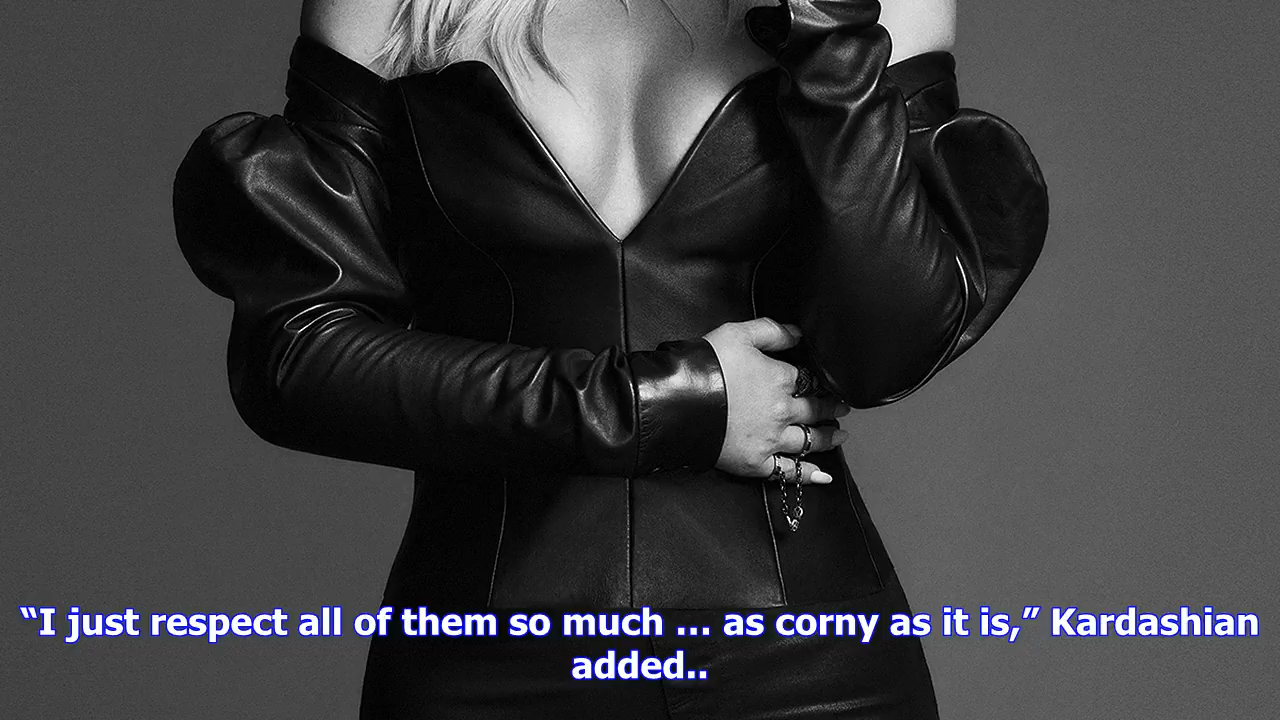 “I just respect all of them so much ... as corny as it is,” Kardashian
added..